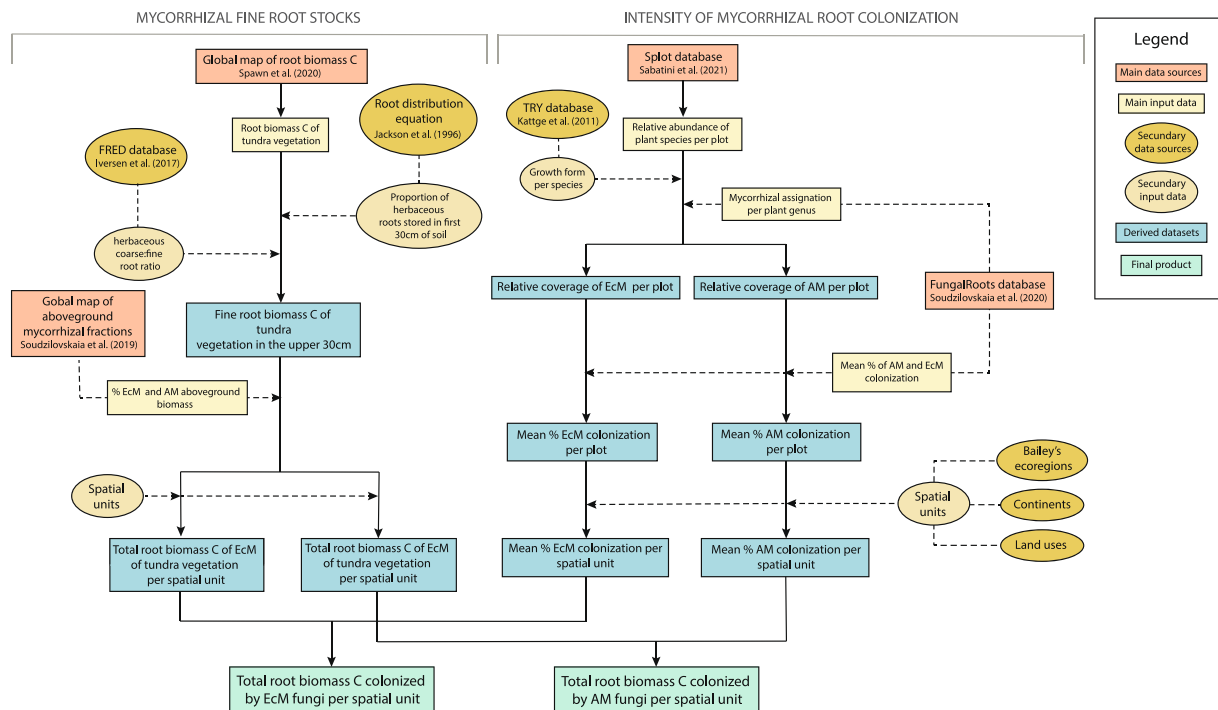 MYCORRHIZAL FINE ROOT STOCKS
INTENSITY OF MYCORRHIZAL ROOT COLONIZATION
Global map of root biomass C
Spawn et al. (2020)
Root biomass C of
tundra vegetation
Root distribution
equation
Jackson et al. (1996)
FRED database
Iversen et al. (2017)
Proportion of
herbaceous
roots stored in first
30cm of soil
herbaceous
coarse:fine
root ratio
Gobal map of
aboveground
mycorrhizal fractions
Soudzilovskaia et al. (2019)
Fine root biomass C of
tundra
vegetation in the upper 30cm
% EcM and AM aboveground
biomass
Spatial
units
Total root biomass C of EcM
of tundra vegetation
per spatial unit
Total root biomass C of EcM
of tundra vegetation
per spatial unit
Total root biomass C colonized
by EcM fungi per spatial unit
Splot database
Sabatini et al. (2021)
TRY database
Kattge et al. (2011)
Relative abundance of
plant species per plot
Growth form
per species
Mycorrhizal assignation
per plant genus
Relative coverage of EcM per plot
Relative coverage of AM per plot
FungalRoots database
Soudzilovskaia et al. (2020)
Mean % of AM and EcM
colonization
Mean % EcM colonization
per plot
Mean % AM colonization
per plot
Bailey's
ecoregions
Spatial
units
Continents
Land uses
Mean % EcM colonization per
spatial unit
Mean % AM colonization per
spatial unit
Total root biomass C colonized
by AM fungi per spatial unit
Legend
Main data sources
Main input data
Secundary
data sources
Secundary
input data
Derived datasets
Final product